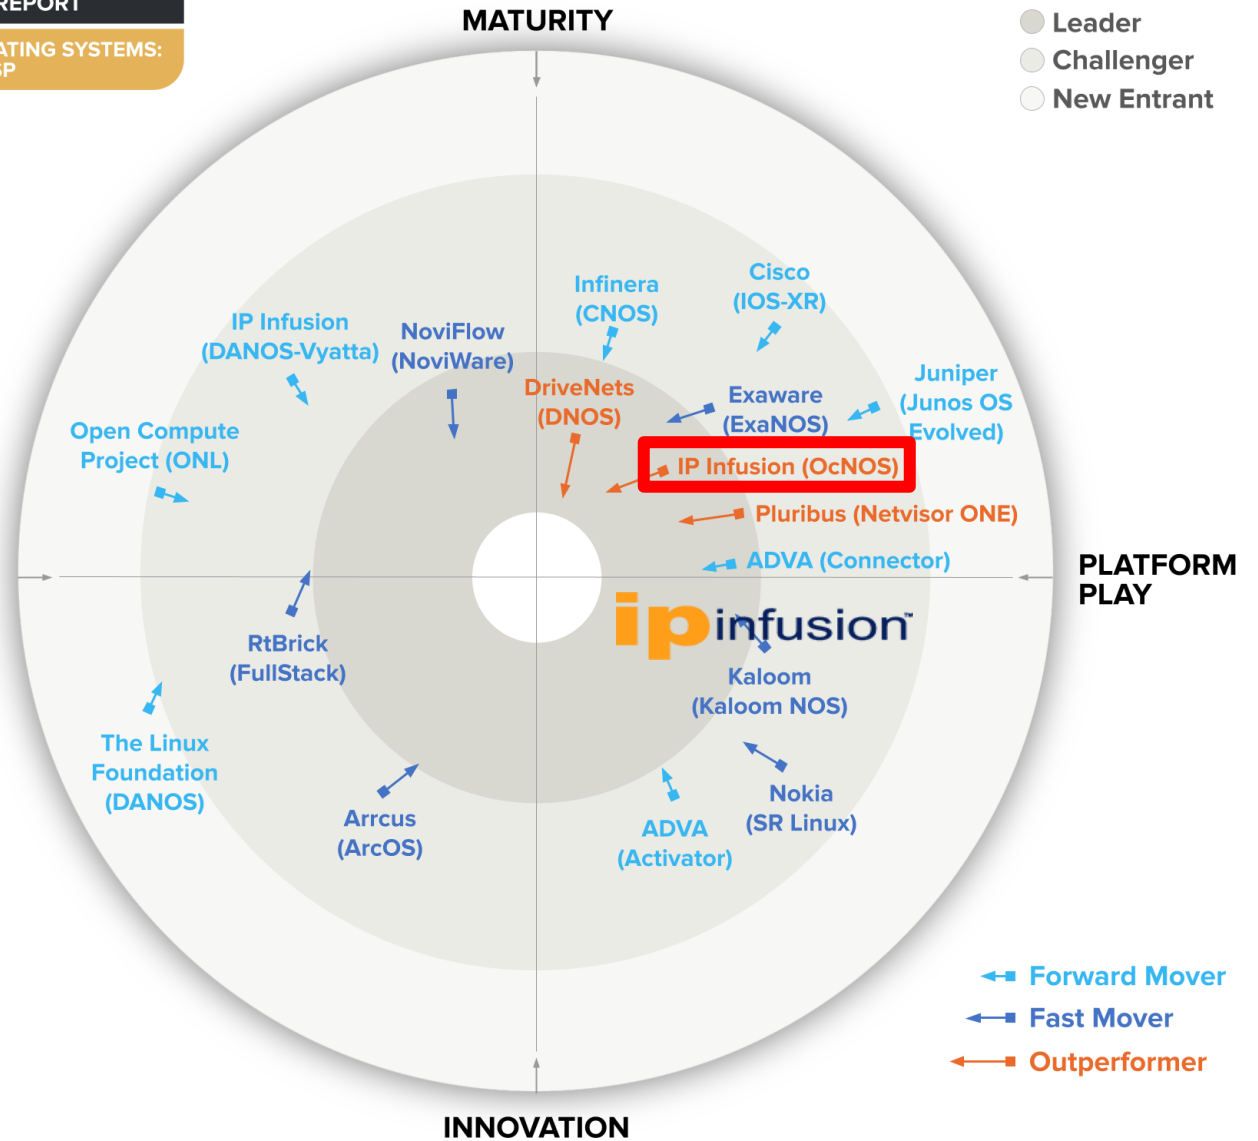 REPORT
ATING SYSTEMS:
SP
MATURITY
Leader
Challenger
New Entrant
Infinera
(CNOS)
Cisco
(IOS-XR)
IP Infusion
(DANOS-Vyatta)
NoviFlow
(NoviWare)
DriveNets
(DNOS)
Exaware
(ExaNOS)
Juniper
(Junos OS
Evolved)
Open Compute
Project (ONL)
IP Infusion (OcNOS)
Pluribus (Netvisor ONE)
ADVA (Connector)
PLATFORM
PLAY
ip infusion™
RtBrick
(FullStack)
Kaloom
(Kaloom NOS)
The Linux
Foundation
(DANOS)
Arrcus
(ArcOS)
Nokia
(SR Linux)
ADVA
(Activator)
Forward Mover
Fast Mover
Outperformer
INNOVATION